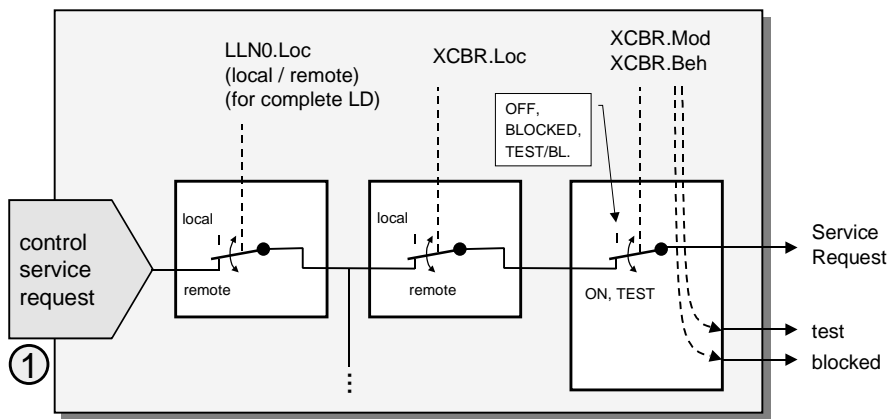 LLN0.Loc
(local / remote)
(for complete LD)
XCBR.Loc
XCBR.Mod
XCBR.Beh
OFF,
BLOCKED,
TEST/BL.
control
service
request
1
local
remote
local
remote
ON, TEST
Service
Request
test
blocked